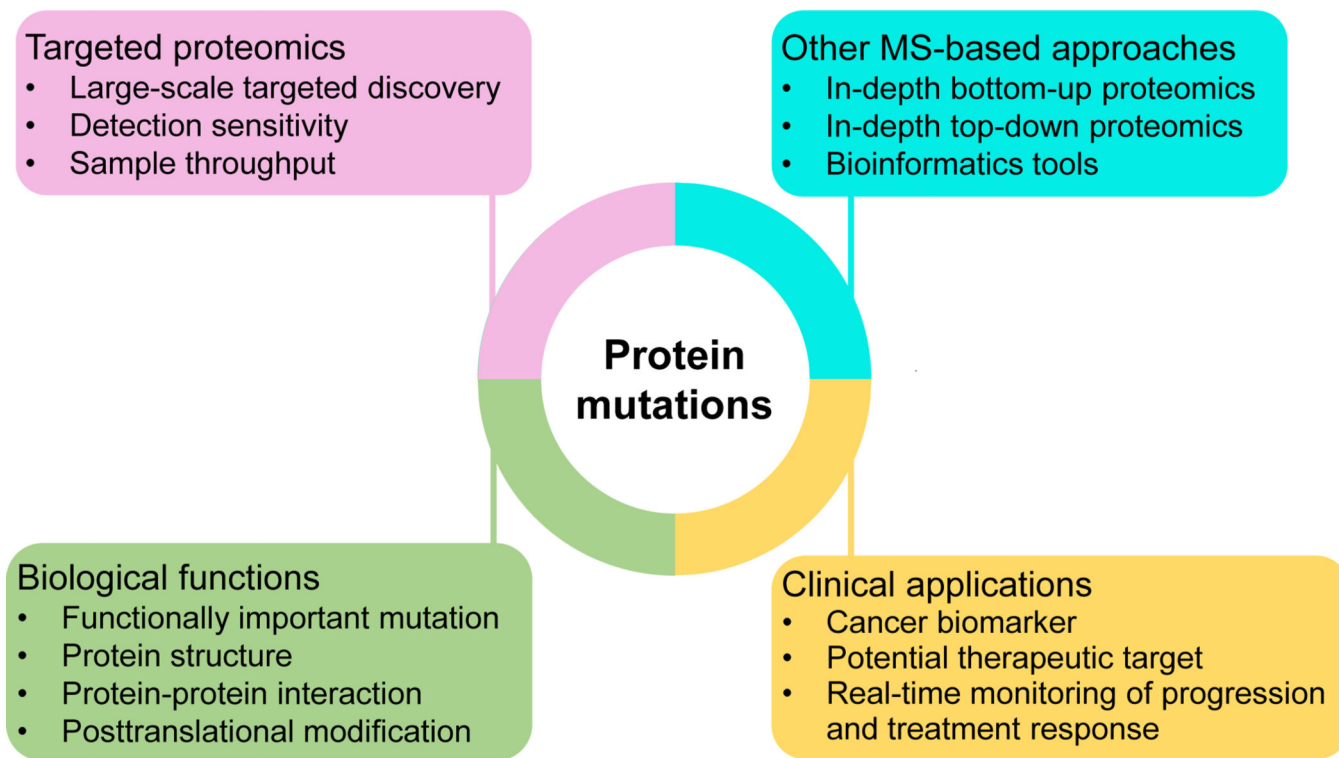 Targeted proteomics
• Large-scale targeted discovery
• Detection sensitivity
• Sample throughput
Other MS-based approaches
• In-depth bottom-up proteomics
• In-depth top-down proteomics
• Bioinformatics tools
Protein
mutations
Biological functions
• Functionally important mutation
• Protein structure
• Protein-protein interaction
• Posttranslational modification
Clinical applications
• Cancer biomarker
• Potential therapeutic target
• Real-time monitoring of progression
and treatment response